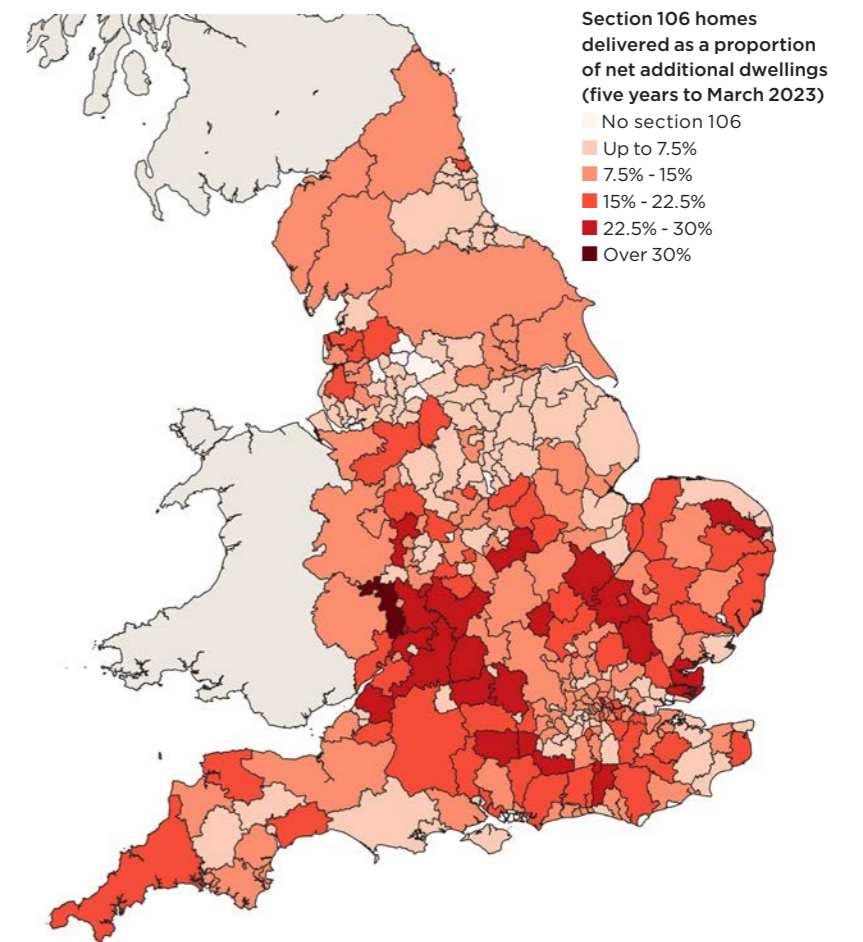 Section 106 homes
delivered as a proportion
of net additional dwellings
(five years to March 2023)
No section 106
Up to 7.5%
7.5% - 15%
15% - 22.5%
22.5% - 30%
Over 30%